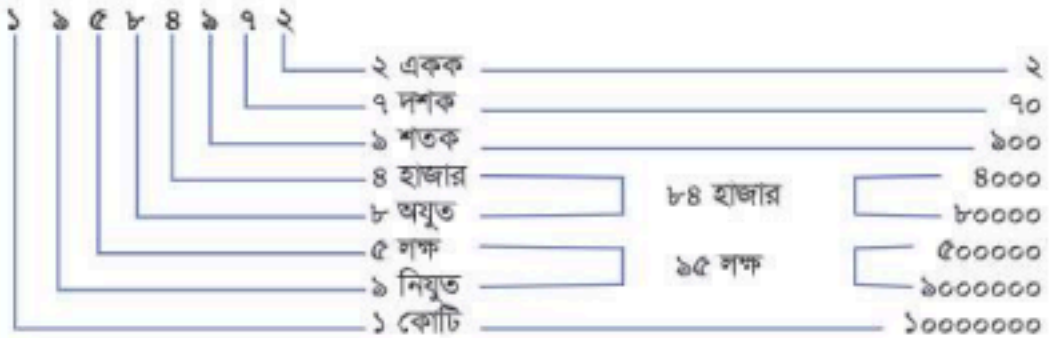 ১ ৯ ৫ ৮ ৪ ৯ ৭ ২
২ একক ২
৭ দশক ৭০
৯ শতক ৯০০
৪ হাজার ৪০০০
৮৪ হাজার
৮ অযুত ৮০০০০
৫ লক্ষ ৫০০০০০
৯৫ লক্ষ
৯ নিযুত ৯০০০০০০
১ কোটি ১০০০০০০০